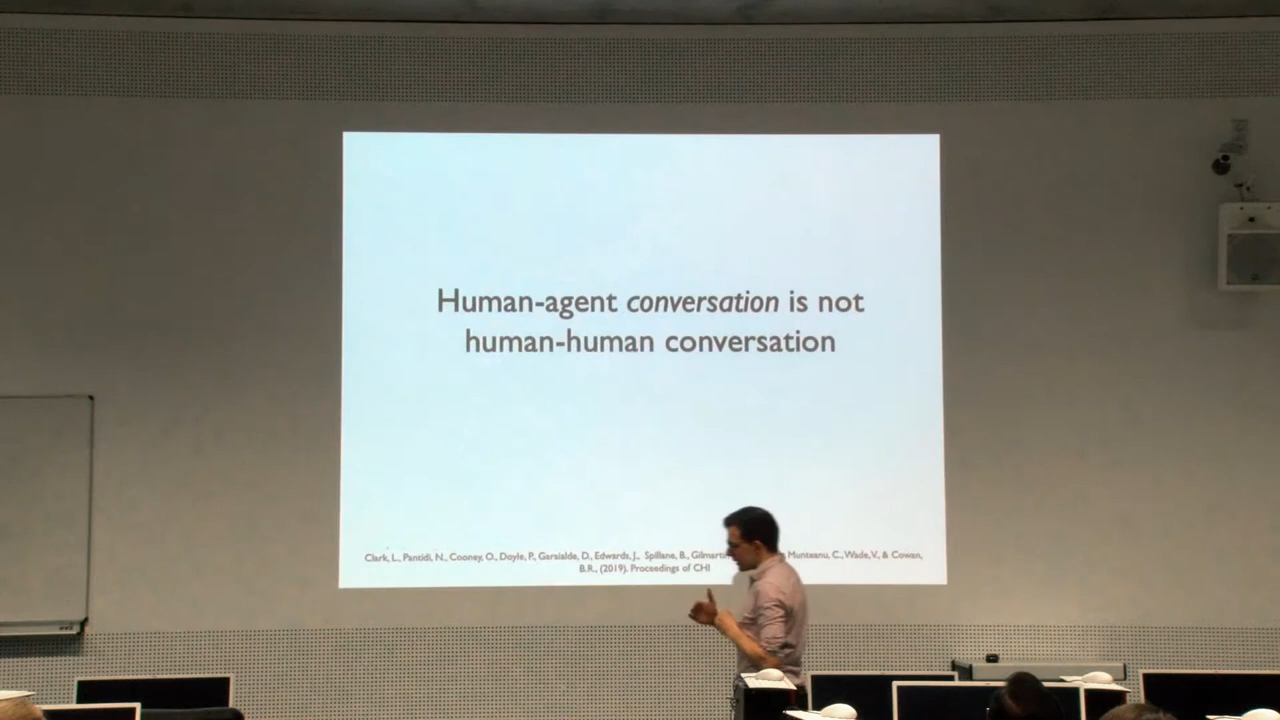 Human-agent conversation is not
human-human conversation
Clark, L., Pantidi, N., Cooney, O., Doyle, P., Garaialde, D., Edwards, J., Spillane, B., Munteanu, C., Wade, V., & Cowan,
B.R., (2019). Proceedings of CHI